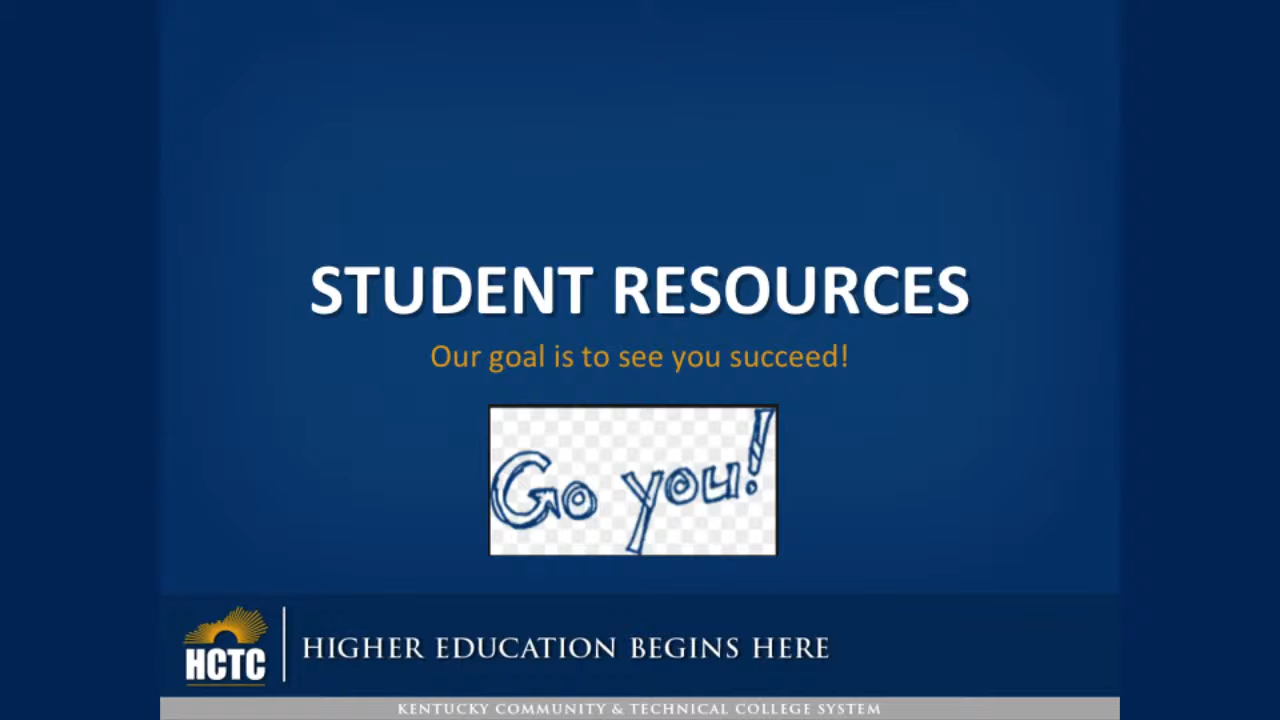 STUDENT RESOURCES
Our goal is to see you succeed!
Go you!
HCTC
HIGHER EDUCATION BEGINS HERE
KENTUCKY COMMUNITY & TECHNICAL COLLEGE SYSTEM